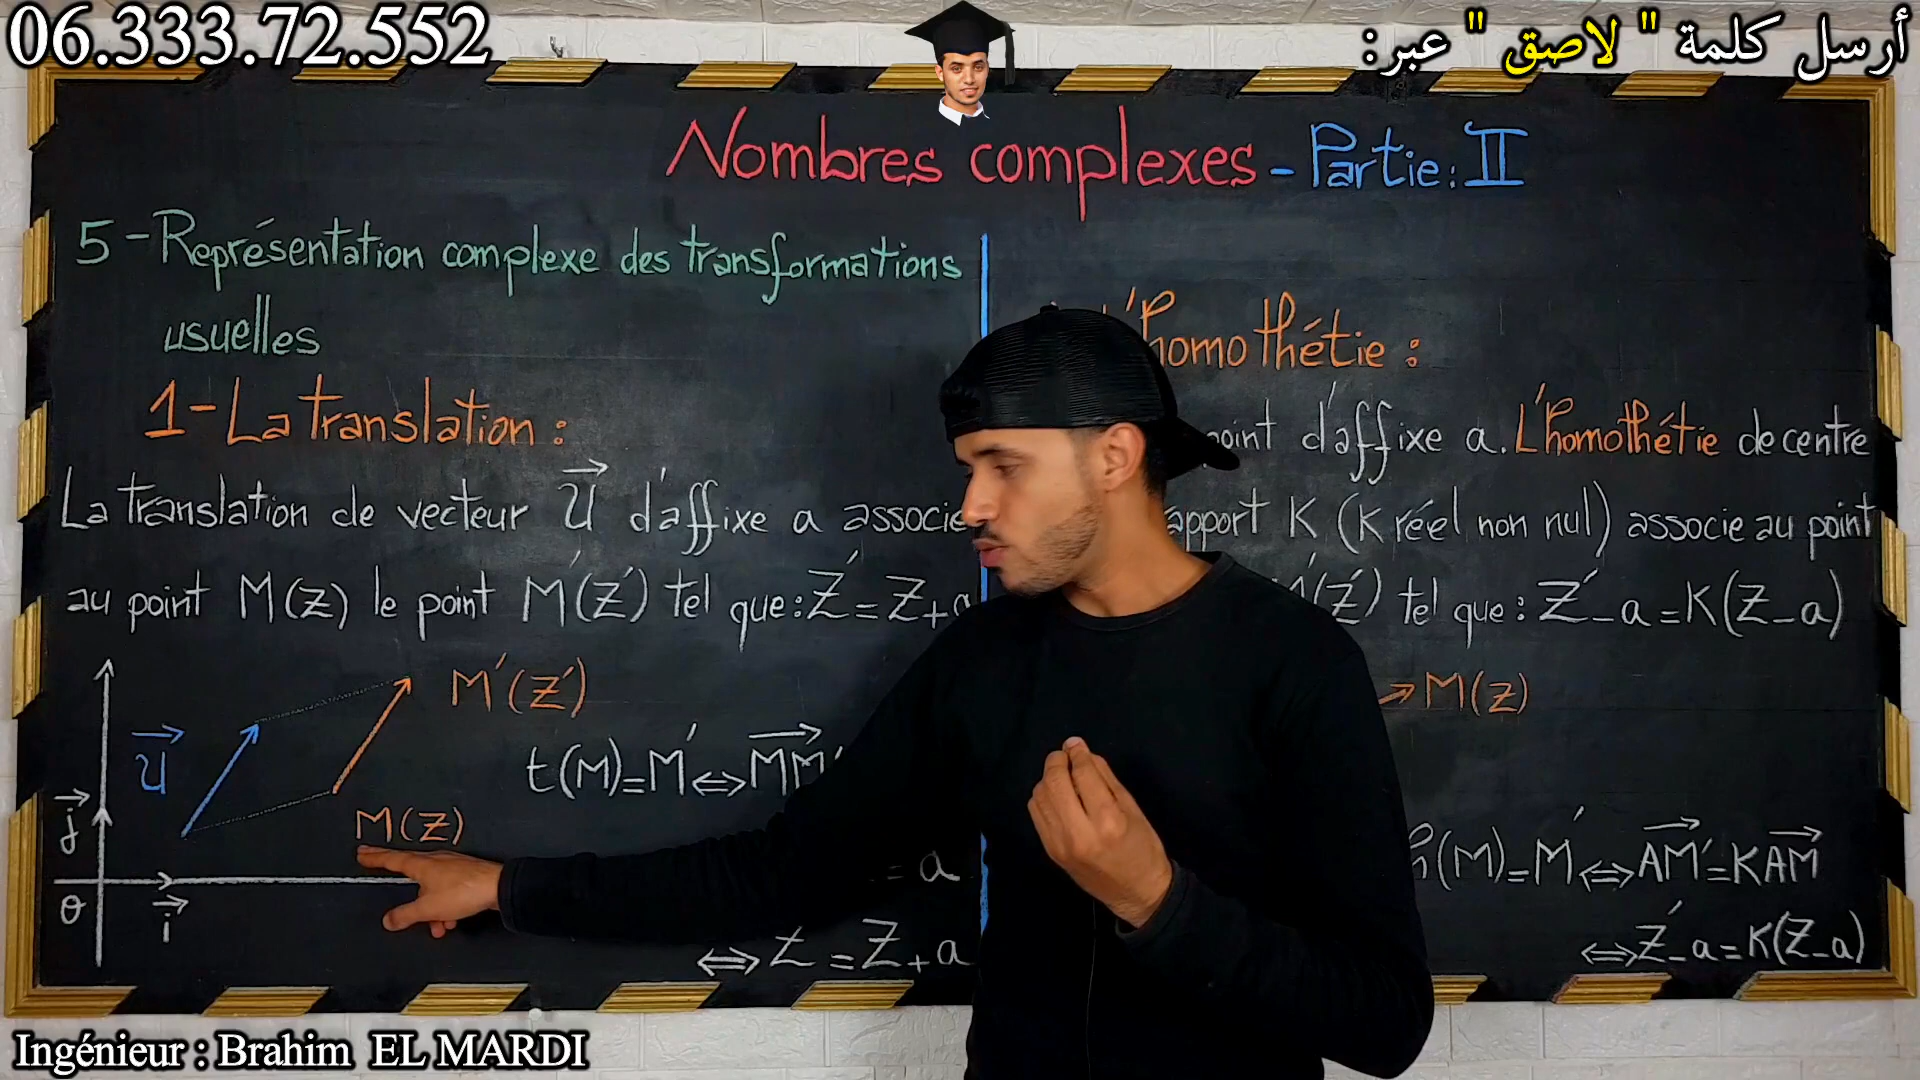 06.333.72.552
أرسل كلمة " لاصق " عبر:
Nombres complexes - Partie: II
5 - Représentation complexe des transformations
usuelles
1 - La translation :
La translation de vecteur u d'affixe a associe
au point M(Z) le point M'(Z') tel que: Z' = Z + a
M'(Z')
u
M(Z)
j
O
i
t(M) = M' ⇔ MM'
= a
⇔ Z = Z + a
L'homothétie :
point d'affixe a. L'homothétie de centre
apport K (K réel non nul) associe au point
M'(Z') tel que: Z' - a = K(Z - a)
M(Z)
h(M) = M' ⇔ AM' = KAM
⇔ Z' - a = K(Z - a)
Ingénieur : Brahim EL MARDI